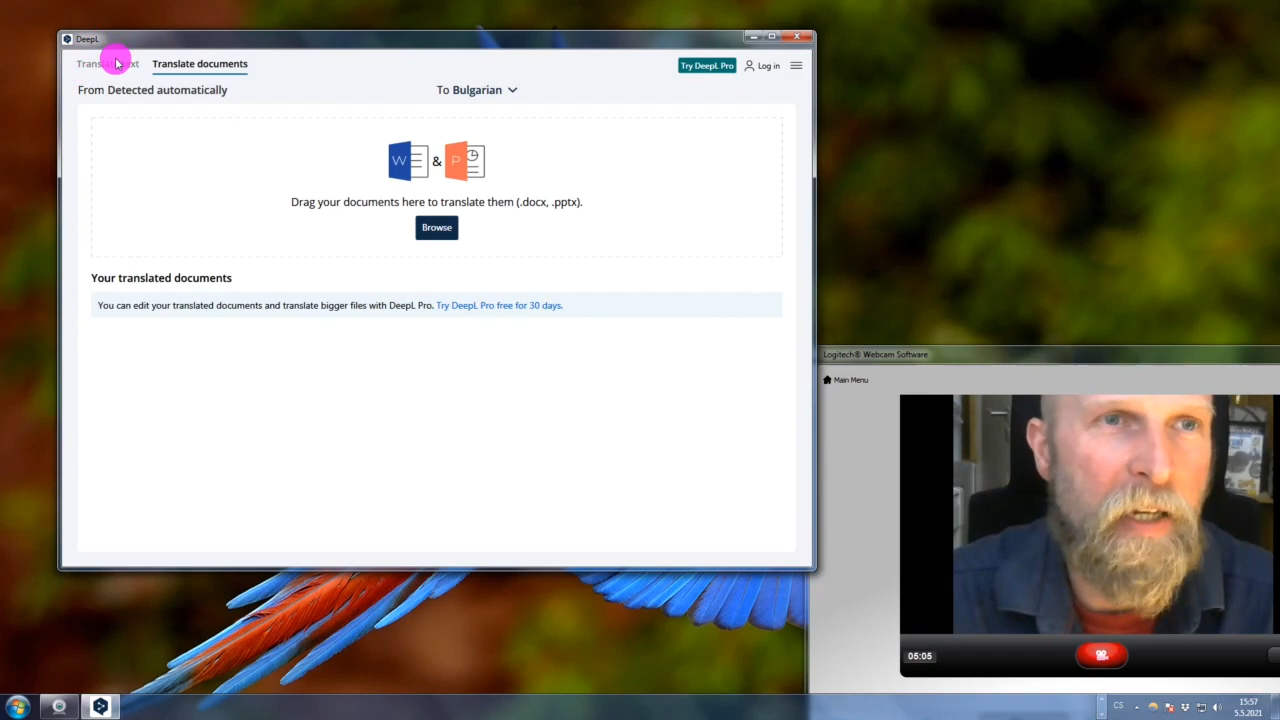 DeepL
Translate text Translate documents
Try DeepL Pro Log in
From Detected automatically
To Bulgarian
W & P
Drag your documents here to translate them (.docx, .pptx).
Browse
Your translated documents
You can edit your translated documents and translate bigger files with DeepL Pro. Try DeepL Pro free for 30 days.
Logitech® Webcam Software
Main Menu
05:05
CS
15:57
5.5.2021